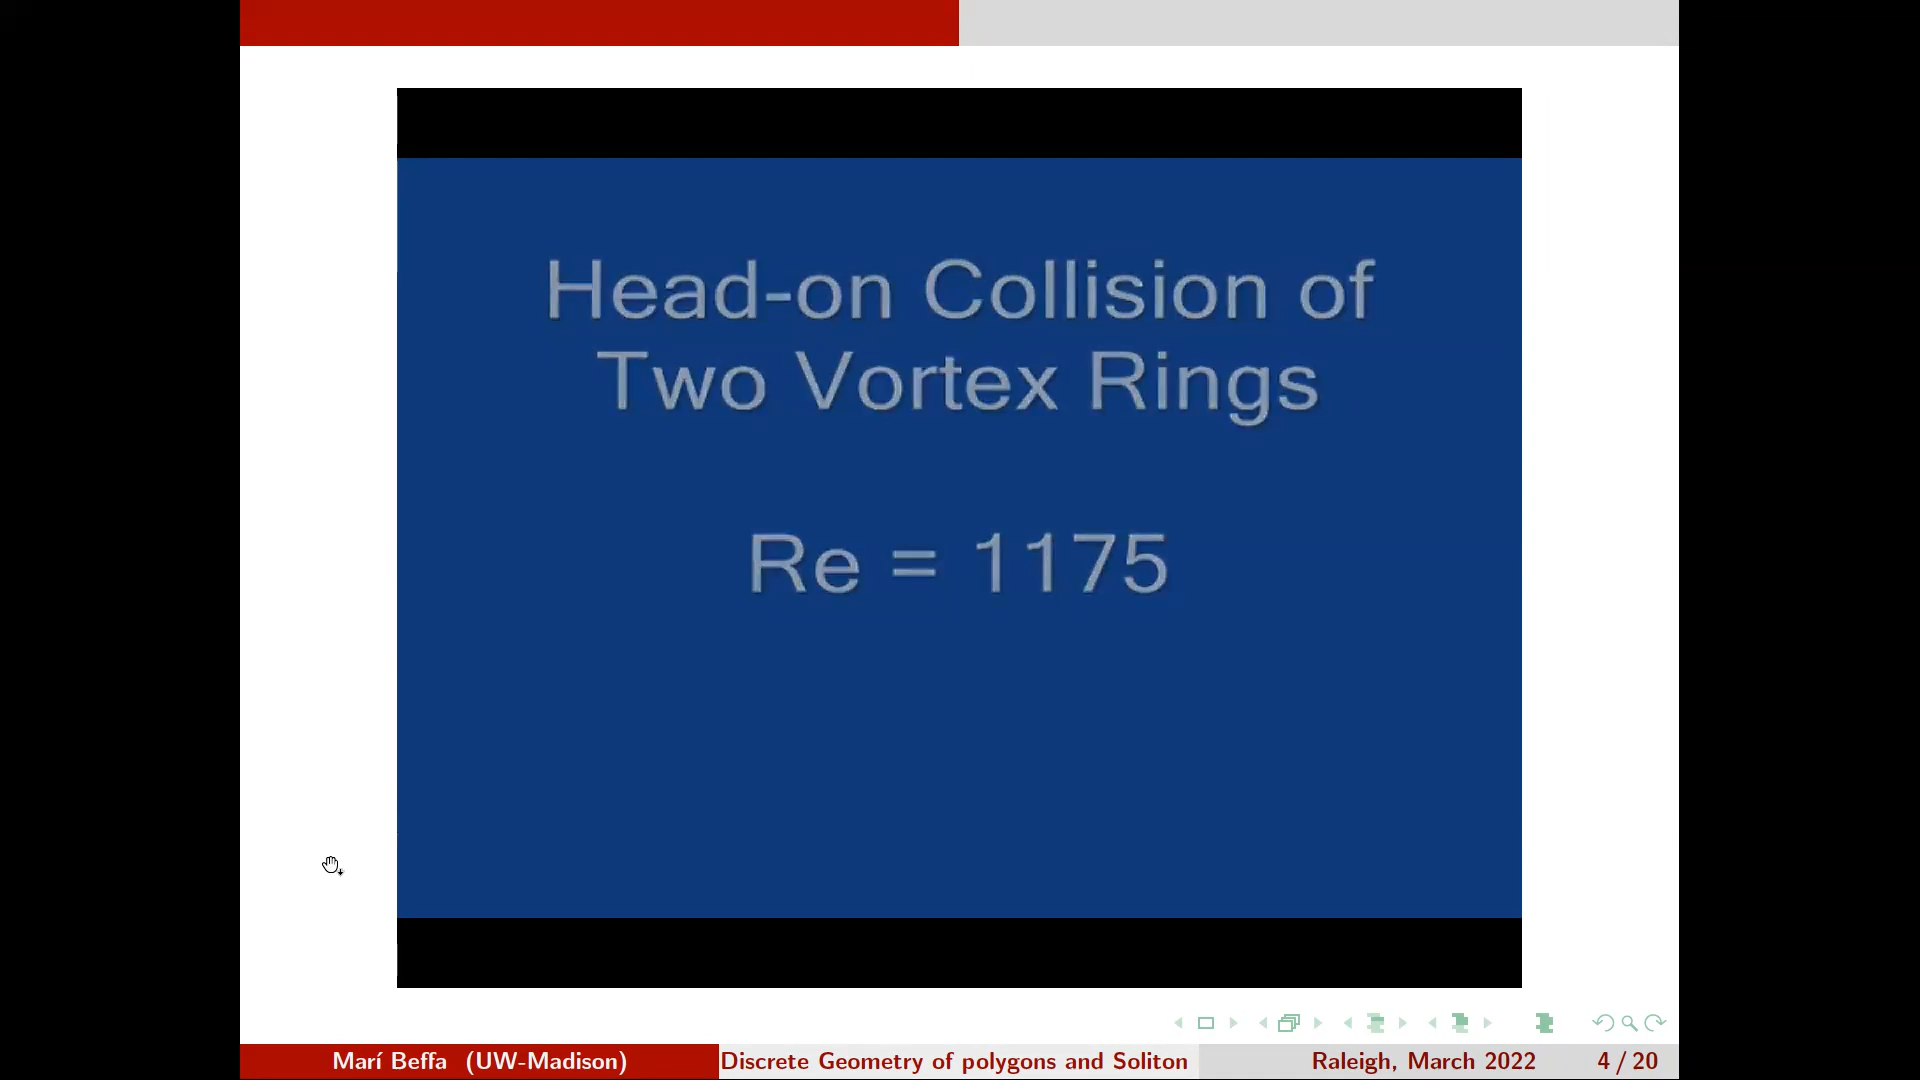 Head-on Collision of
Two Vortex Rings
Re = 1175
Marí Beffa (UW-Madison)
Discrete Geometry of polygons and Soliton
Raleigh, March 2022
4 / 20